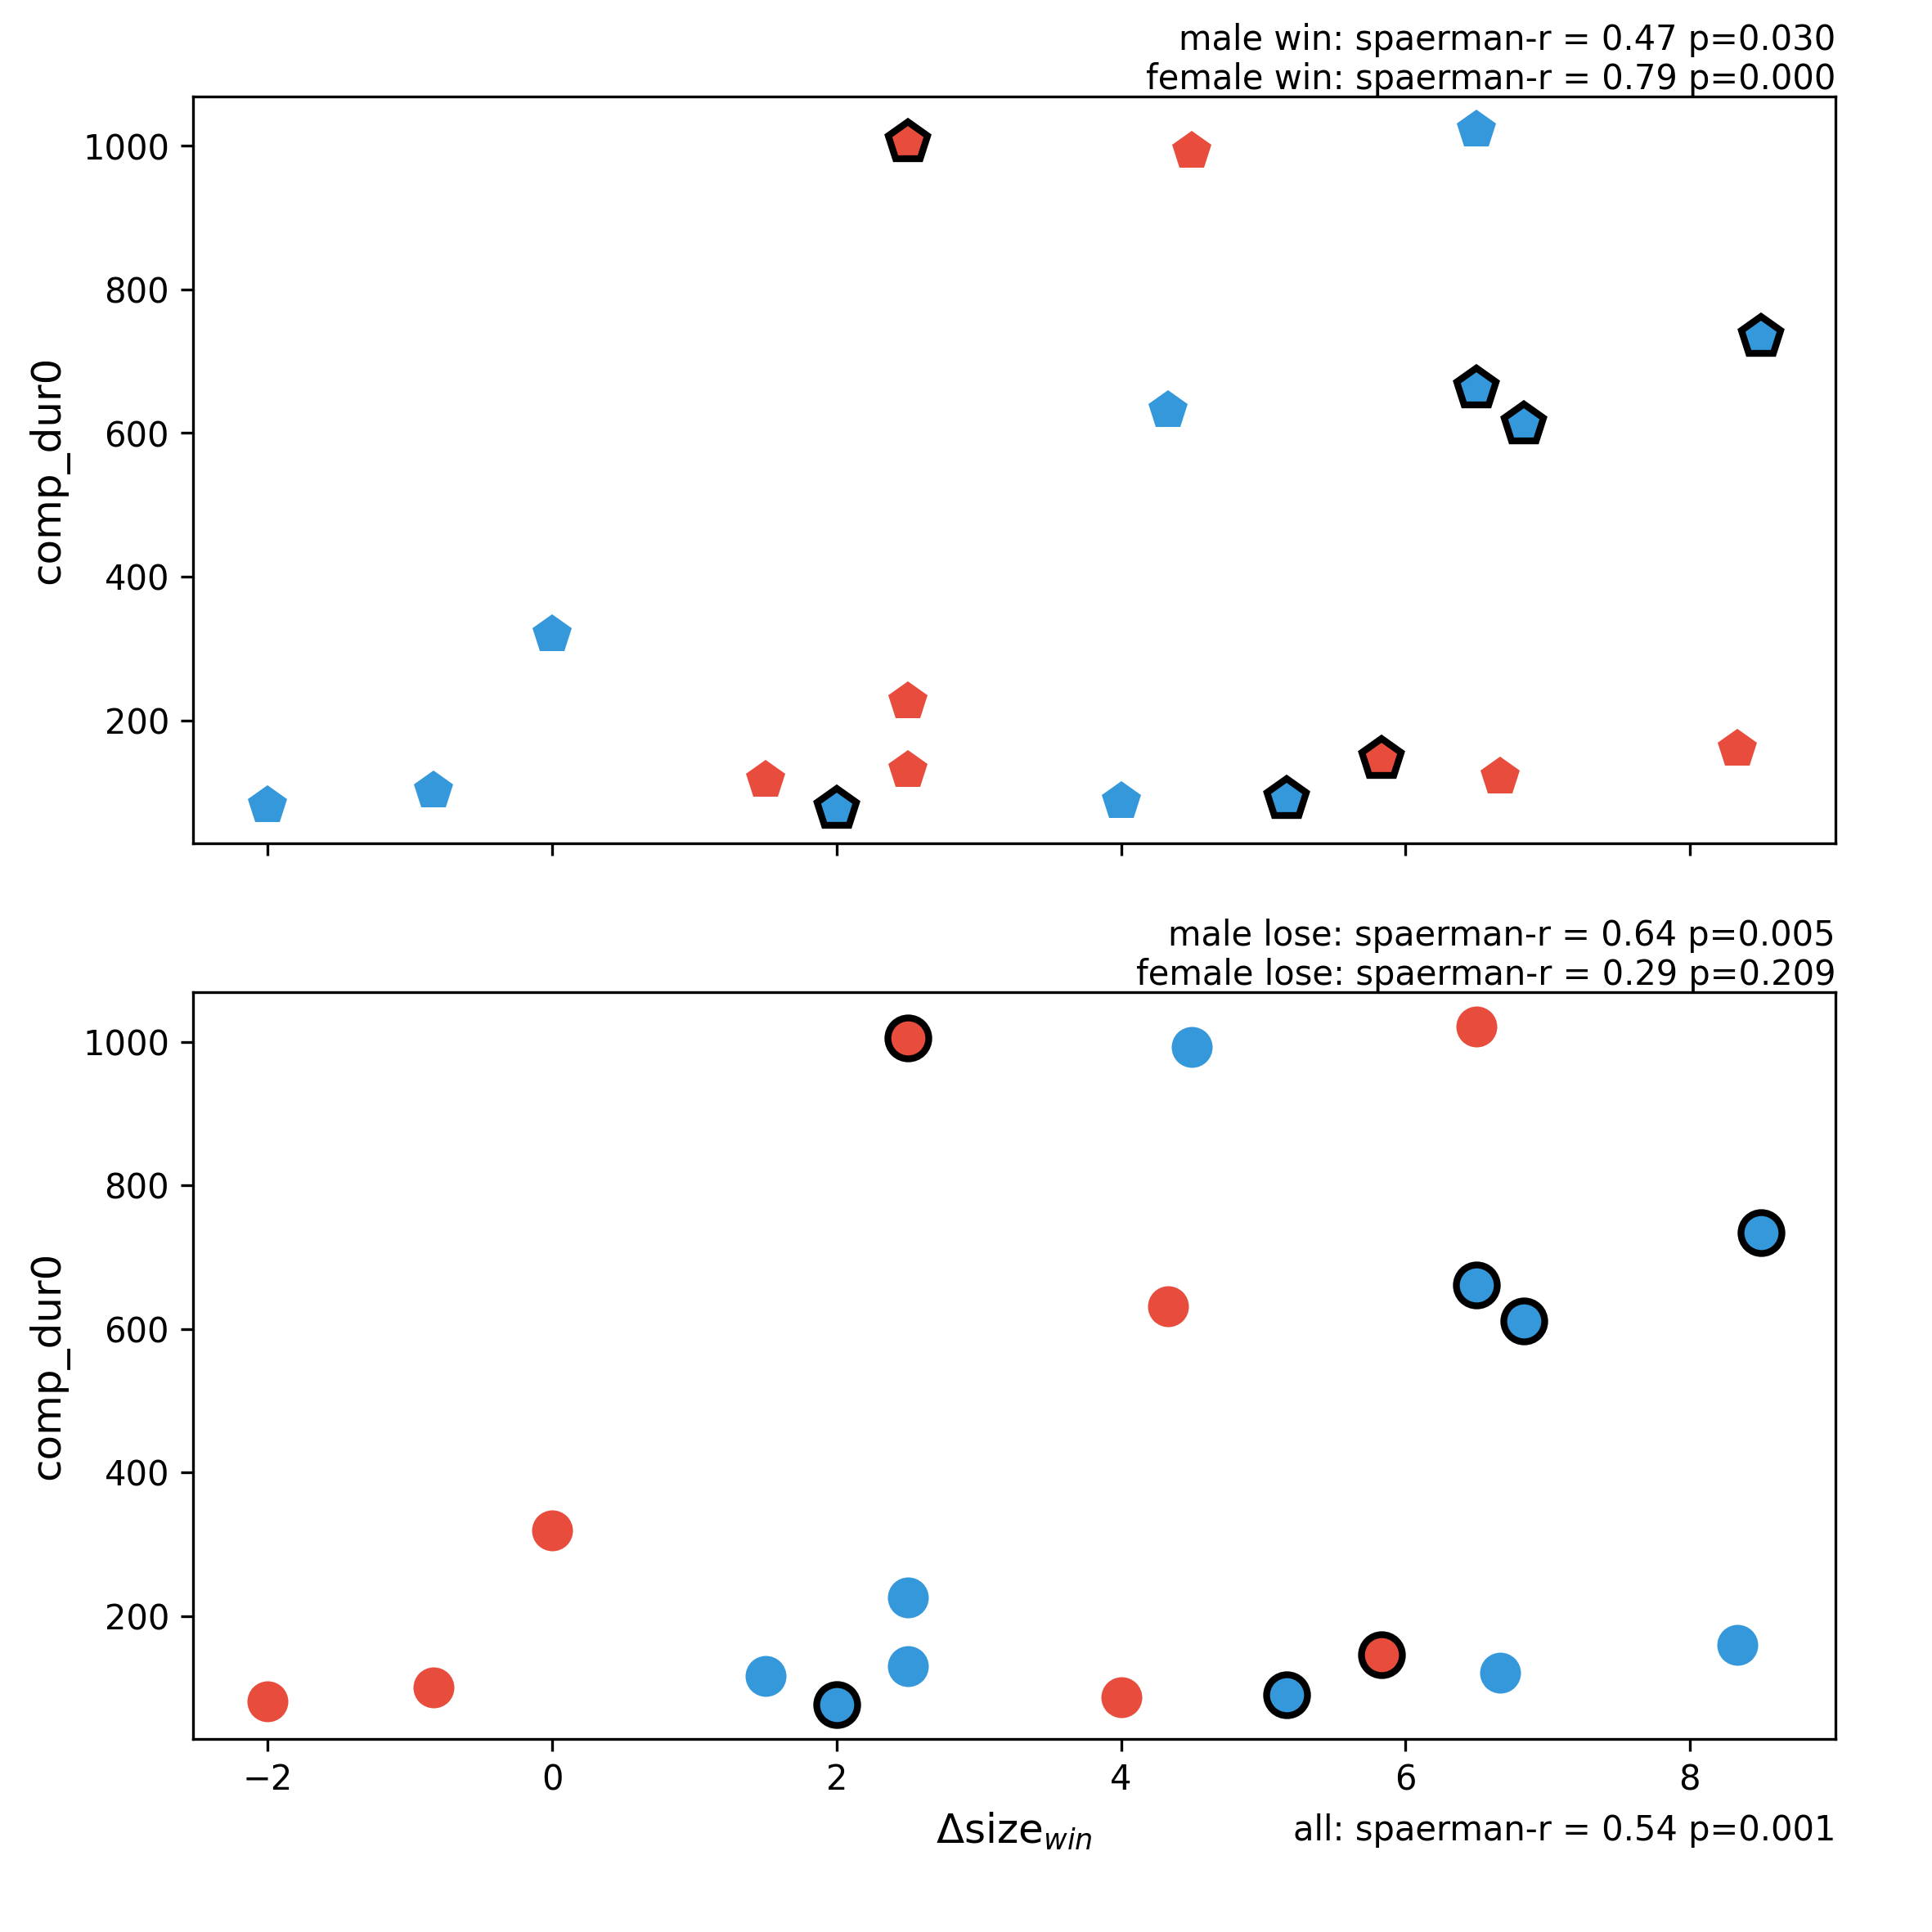 male win: spaerman-r = 0.47 p=0.030
female win: spaerman-r = 0.79 p=0.000
1000
800
600
400
200
comp_dur0
male lose: spaerman-r = 0.64 p=0.005
female lose: spaerman-r = 0.29 p=0.209
1000
800
600
400
200
comp_dur0
−2 0 2 4 6 8
Δsize_win
all: spaerman-r = 0.54 p=0.001